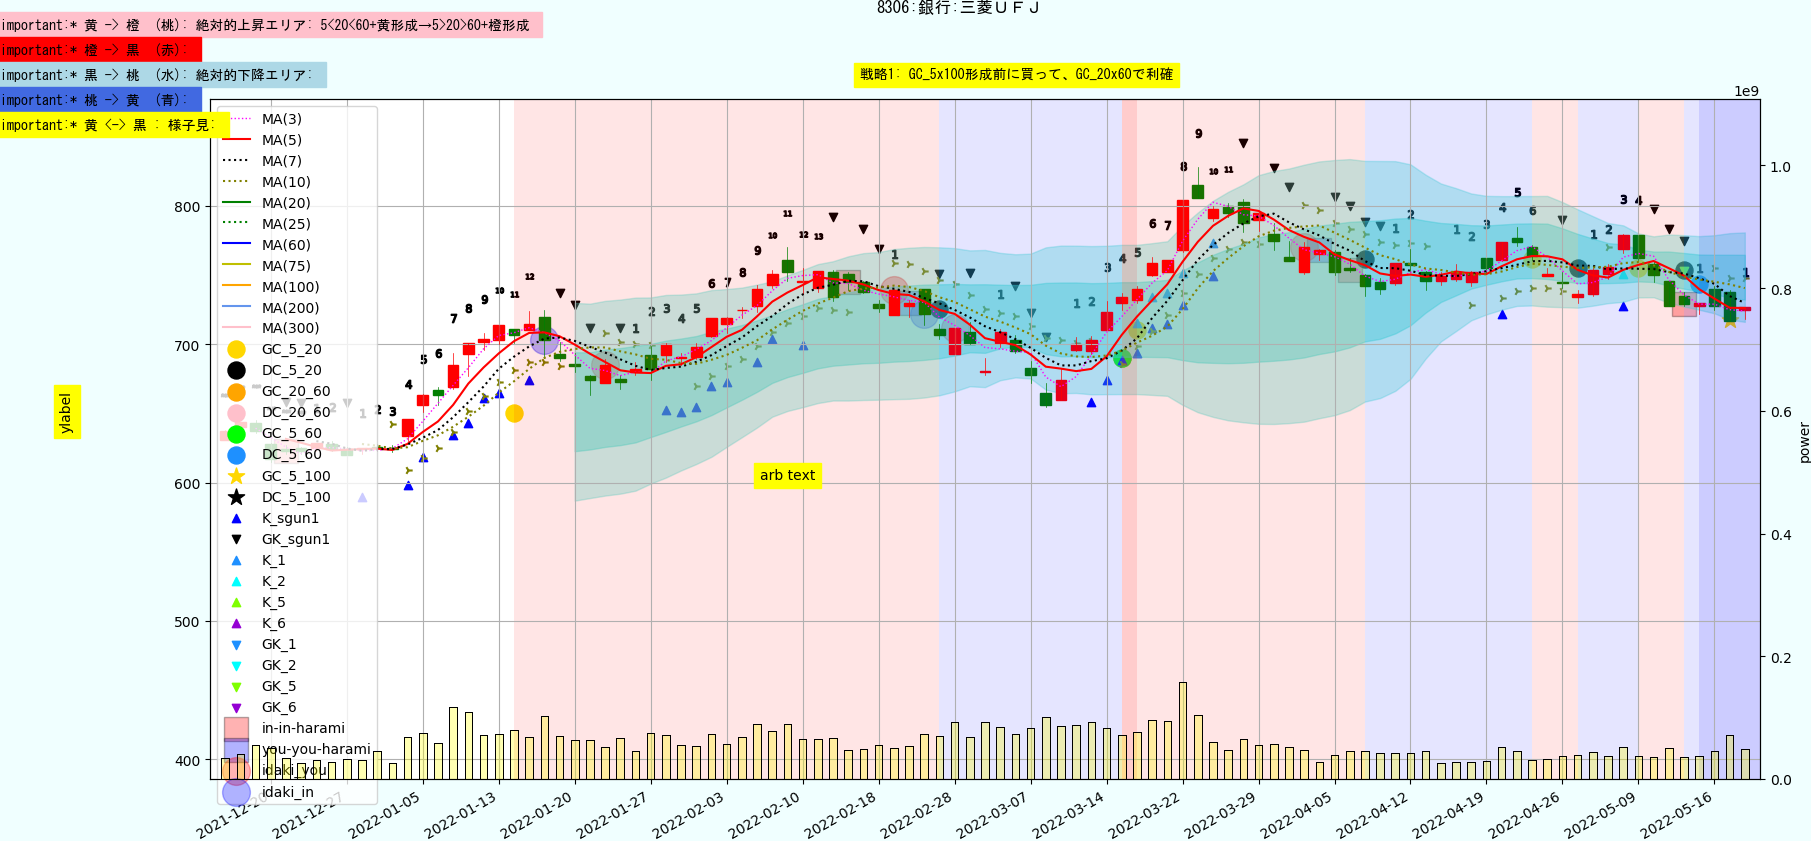 8306:銀行:三菱ＵＦＪ
important:* 黄 -> 橙 (桃): 絶対的上昇エリア: 5<20<60+黄形成→5>20>60+橙形成
important:* 橙 -> 黒 (赤):
important:* 黒 -> 桃 (水): 絶対的下降エリア:
戦略1: GC_5x100形成前に買って、GC_20x60で利確
important:* 桃 -> 黄 (青):
important:* 黄 <-> 黒 : 様子見:
1e9
MA(3)
MA(5)
MA(7)
MA(10)
MA(20)
MA(25)
MA(60)
MA(75)
MA(100)
MA(200)
MA(300)
GC_5_20
DC_5_20
GC_20_60
DC_20_60
GC_5_60
DC_5_60
GC_5_100
DC_5_100
K_sgun1
GK_sgun1
K_1
K_2
K_5
K_6
GK_1
GK_2
GK_5
GK_6
in-in-harami
you-you-harami
idaki_you
idaki_in
800
700
600
500
400
ylabel
arb text
1.0
0.8
0.6
0.4
0.2
0.0
power
2021-12-20
2021-12-27
2022-01-05
2022-01-13
2022-01-20
2022-01-27
2022-02-03
2022-02-10
2022-02-18
2022-02-28
2022-03-07
2022-03-14
2022-03-22
2022-03-29
2022-04-05
2022-04-12
2022-04-19
2022-04-26
2022-05-09
2022-05-16